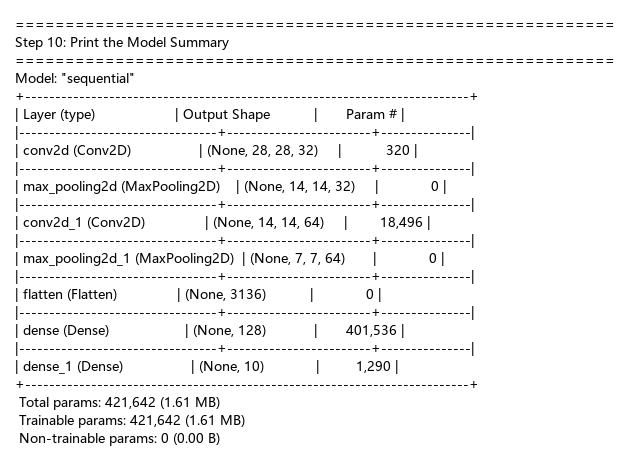 ================================================================
Step 10: Print the Model Summary
================================================================
Model: "sequential"
+--------------------------------------------------------------------------+
| Layer (type)                    | Output Shape           |       Param # |
|---------------------------------+------------------------+---------------|
| conv2d (Conv2D)                 | (None, 28, 28, 32)     |           320 |
|---------------------------------+------------------------+---------------|
| max_pooling2d (MaxPooling2D)    | (None, 14, 14, 32)     |             0 |
|---------------------------------+------------------------+---------------|
| conv2d_1 (Conv2D)               | (None, 14, 14, 64)     |        18,496 |
|---------------------------------+------------------------+---------------|
| max_pooling2d_1 (MaxPooling2D)  | (None, 7, 7, 64)       |             0 |
|---------------------------------+------------------------+---------------|
| flatten (Flatten)               | (None, 3136)           |             0 |
|---------------------------------+------------------------+---------------|
| dense (Dense)                   | (None, 128)            |       401,536 |
|---------------------------------+------------------------+---------------|
| dense_1 (Dense)                 | (None, 10)             |         1,290 |
+--------------------------------------------------------------------------+
 Total params: 421,642 (1.61 MB)
 Trainable params: 421,642 (1.61 MB)
 Non-trainable params: 0 (0.00 B)